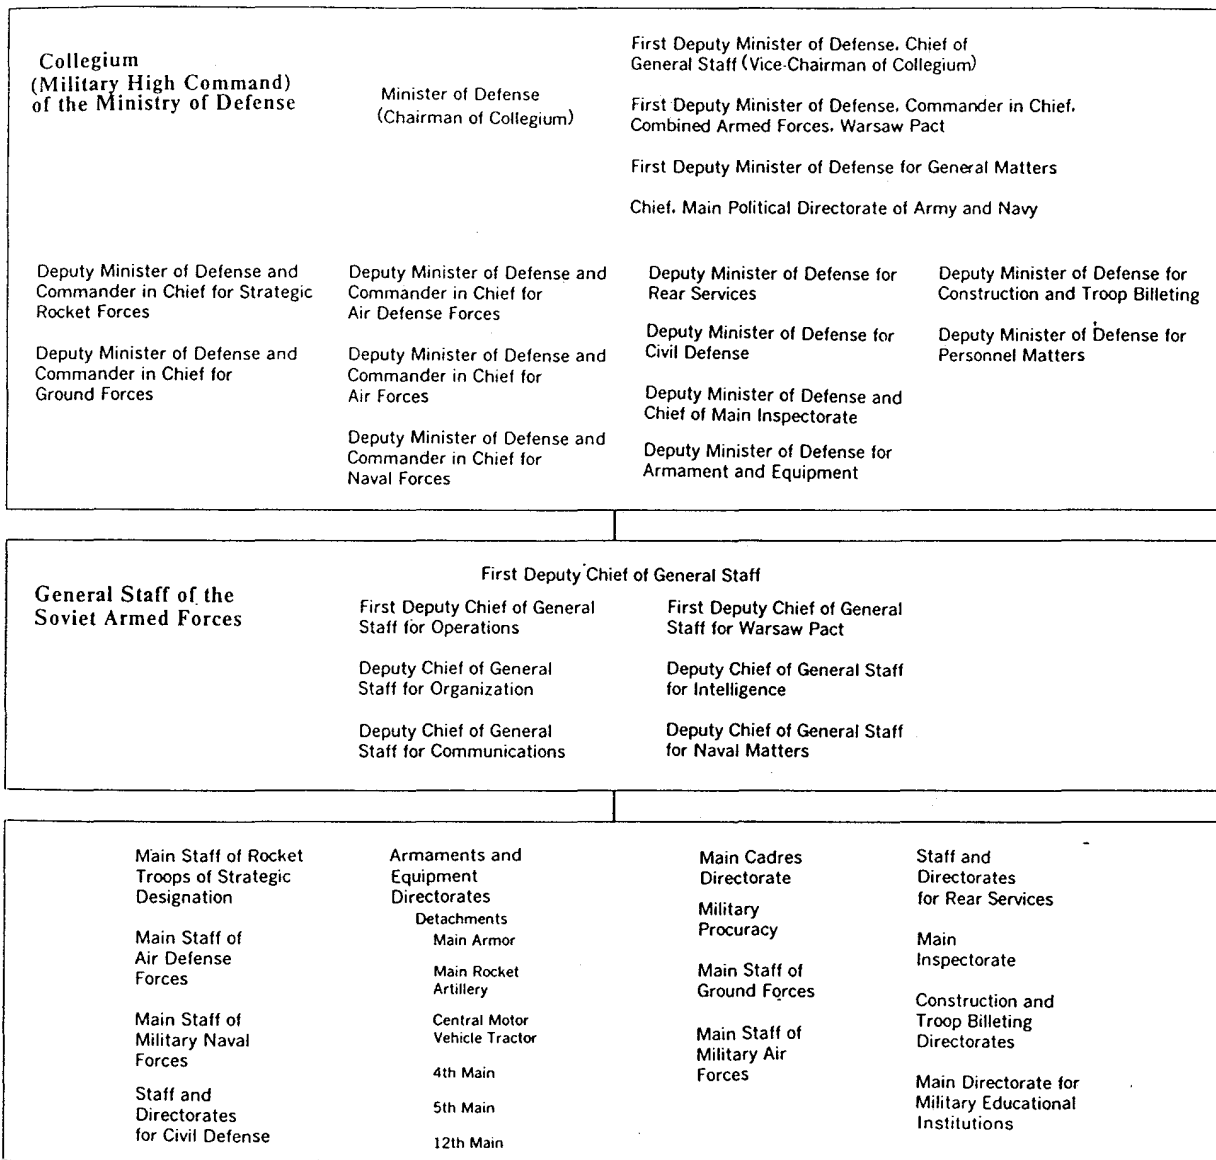 Collegium
(Military High Command)
of the Ministry of Defense
Minister of Defense
(Chairman of Collegium)
First Deputy Minister of Defense, Chief of
General Staff (Vice-Chairman of Collegium)
First Deputy Minister of Defense, Commander in Chief,
Combined Armed Forces, Warsaw Pact
First Deputy Minister of Defense for General Matters
Chief, Main Political Directorate of Army and Navy
Deputy Minister of Defense and
Commander in Chief for Strategic
Rocket Forces
Deputy Minister of Defense and
Commander in Chief for
Ground Forces
Deputy Minister of Defense and
Commander in Chief for
Air Defense Forces
Deputy Minister of Defense and
Commander in Chief for
Air Forces
Deputy Minister of Defense and
Commander in Chief for
Naval Forces
Deputy Minister of Defense for
Rear Services
Deputy Minister of Defense for
Civil Defense
Deputy Minister of Defense and
Chief of Main Inspectorate
Deputy Minister of Defense for
Armament and Equipment
Deputy Minister of Defense for
Construction and Troop Billeting
Deputy Minister of Defense for
Personnel Matters
General Staff of the
Soviet Armed Forces
First Deputy Chief of General Staff
First Deputy Chief of General
Staff for Operations
Deputy Chief of General
Staff for Organization
Deputy Chief of General
Staff for Communications
First Deputy Chief of General
Staff for Warsaw Pact
Deputy Chief of General Staff
for Intelligence
Deputy Chief of General Staff
for Naval Matters
Main Staff of Rocket
Troops of Strategic
Designation
Main Staff of
Air Defense
Forces
Main Staff of
Military Naval
Forces
Staff and
Directorates
for Civil Defense
Armaments and
Equipment
Directorates
Detachments
Main Armor
Main Rocket
Artillery
Central Motor
Vehicle Tractor
4th Main
5th Main
12th Main
Main Cadres
Directorate
Military
Procuracy
Main Staff of
Ground Forces
Main Staff of
Military Air
Forces
Staff and
Directorates
for Rear Services
Main
Inspectorate
Construction and
Troop Billeting
Directorates
Main Directorate for
Military Educational
Institutions